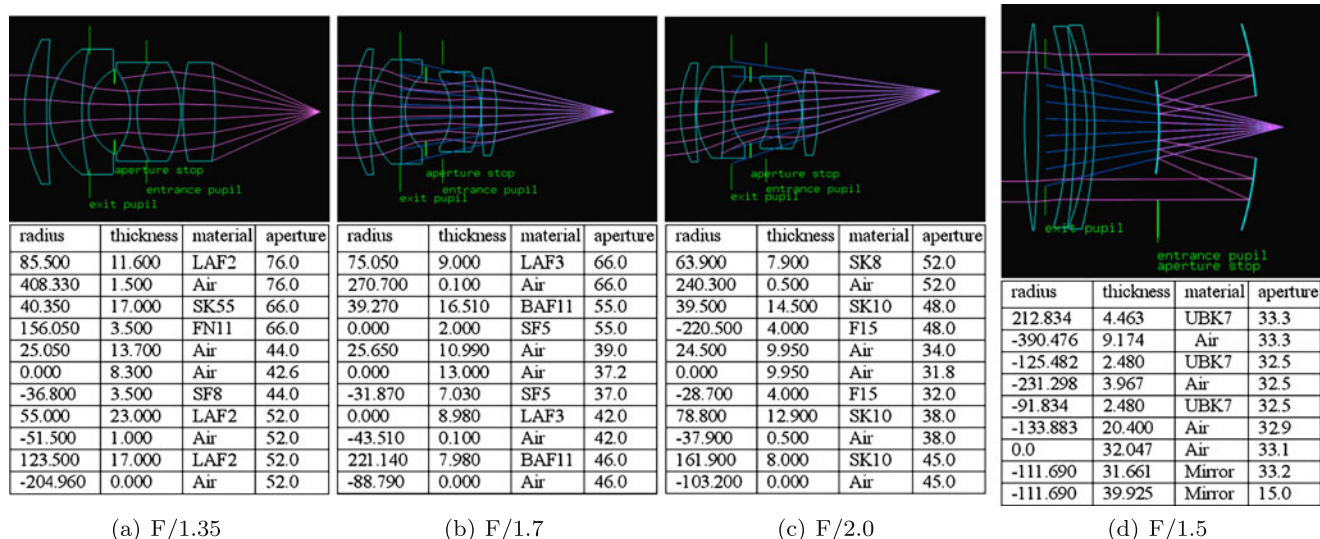 aperture stop
entrance pupil
exit pupil
radius thickness material aperture
85.500 11.600 LAF2 76.0
408.330 1.500 Air 76.0
40.350 17.000 SK55 66.0
156.050 3.500 FN11 66.0
25.050 13.700 Air 44.0
0.000 8.300 Air 42.6
-36.800 3.500 SF8 44.0
55.000 23.000 LAF2 52.0
-51.500 1.000 Air 52.0
123.500 17.000 LAF2 52.0
-204.960 0.000 Air 52.0
(a) F/1.35
aperture stop
entrance pupil
exit pupil
radius thickness material aperture
75.050 9.000 LAF3 66.0
270.700 0.100 Air 66.0
39.270 16.510 BAF11 55.0
0.000 2.000 SF5 55.0
25.650 10.990 Air 39.0
0.000 13.000 Air 37.2
-31.870 7.030 SF5 37.0
0.000 8.980 LAF3 42.0
-43.510 0.100 Air 42.0
221.140 7.980 BAF11 46.0
-88.790 0.000 Air 46.0
(b) F/1.7
aperture stop
entrance pupil
exit pupil
radius thickness material aperture
63.900 7.900 SK8 52.0
240.300 0.500 Air 52.0
39.500 14.500 SK10 48.0
-220.500 4.000 F15 48.0
24.500 9.950 Air 34.0
0.000 9.950 Air 31.8
-28.700 4.000 F15 32.0
78.800 12.900 SK10 38.0
-37.900 0.500 Air 38.0
161.900 8.000 SK10 45.0
-103.200 0.000 Air 45.0
(c) F/2.0
exit pupil
entrance pupil
aperture stop
radius thickness material aperture
212.834 4.463 UBK7 33.3
-390.476 9.174 Air 33.3
-125.482 2.480 UBK7 32.5
-231.298 3.967 Air 32.5
-91.834 2.480 UBK7 32.5
-133.883 20.400 Air 32.9
0.0 32.047 Air 33.1
-111.690 31.661 Mirror 33.2
-111.690 39.925 Mirror 15.0
(d) F/1.5